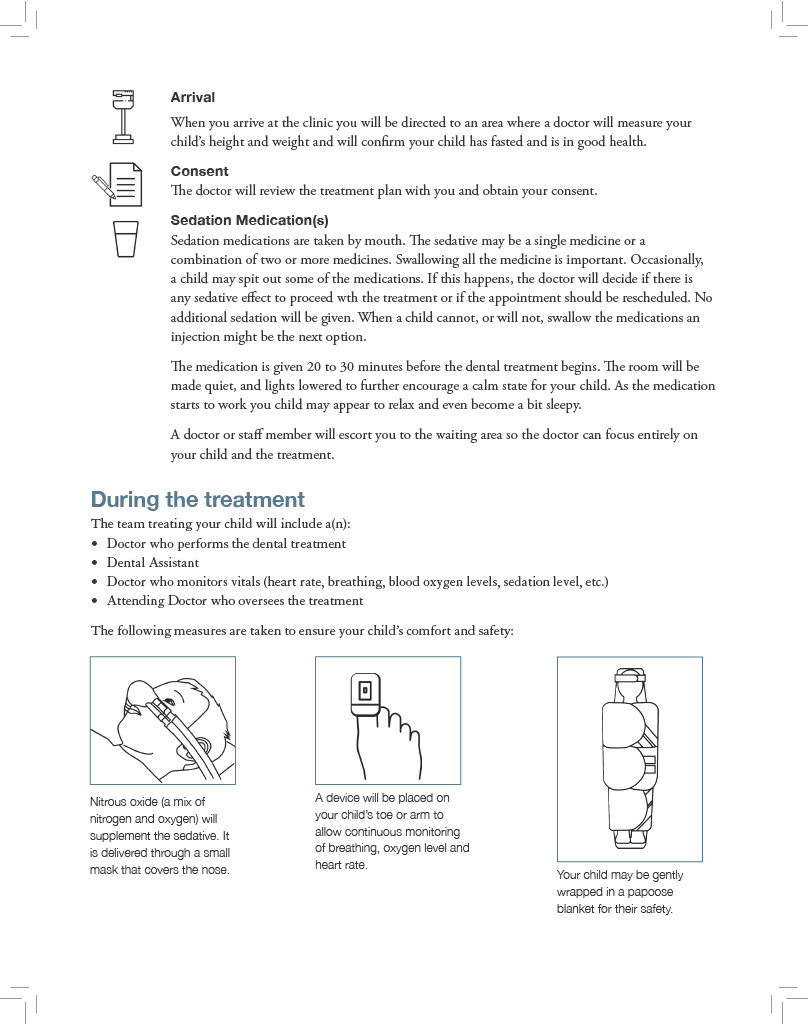 Arrival
When you arrive at the clinic you will be directed to an area where a doctor will measure your
child's height and weight and will confirm your child has fasted and is in good health.
Consent
The doctor will review the treatment plan with you and obtain your consent.
Sedation Medication(s)
Sedation medications are taken by mouth. The sedative may be a single medicine or a
combination of two or more medicines. Swallowing all the medicine is important. Occasionally,
a child may spit out some of the medications. If this happens, the doctor will decide if there is
any sedative effect to proceed wth the treatment or if the appointment should be rescheduled. No
additional sedation will be given. When a child cannot, or will not, swallow the medications an
injection might be the next option.
The medication is given 20 to 30 minutes before the dental treatment begins. The room will be
made quiet, and lights lowered to further encourage a calm state for your child. As the medication
starts to work you child may appear to relax and even become a bit sleepy.
A doctor or staff member will escort you to the waiting area so the doctor can focus entirely on
your child and the treatment.
During the treatment
The team treating your child will include a(n):
• Doctor who performs the dental treatment
• Dental Assistant
• Doctor who monitors vitals (heart rate, breathing, blood oxygen levels, sedation level, etc.)
• Attending Doctor who oversees the treatment
The following measures are taken to ensure your child's comfort and safety:
Nitrous oxide (a mix of
nitrogen and oxygen) will
supplement the sedative. It
is delivered through a small
mask that covers the nose.
A device will be placed on
your child's toe or arm to
allow continuous monitoring
of breathing, oxygen level and
heart rate.
Your child may be gently
wrapped in a papoose
blanket for their safety.